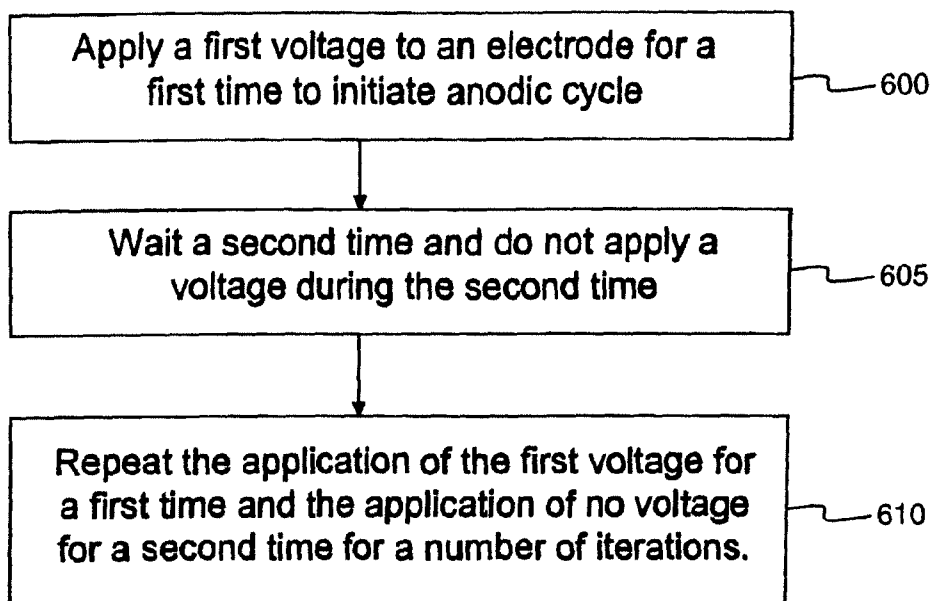 Apply a first voltage to an electrode for a
first time to initiate anodic cycle
600
Wait a second time and do not apply a
voltage during the second time
605
Repeat the application of the first voltage for
a first time and the application of no voltage
for a second time for a number of iterations.
610